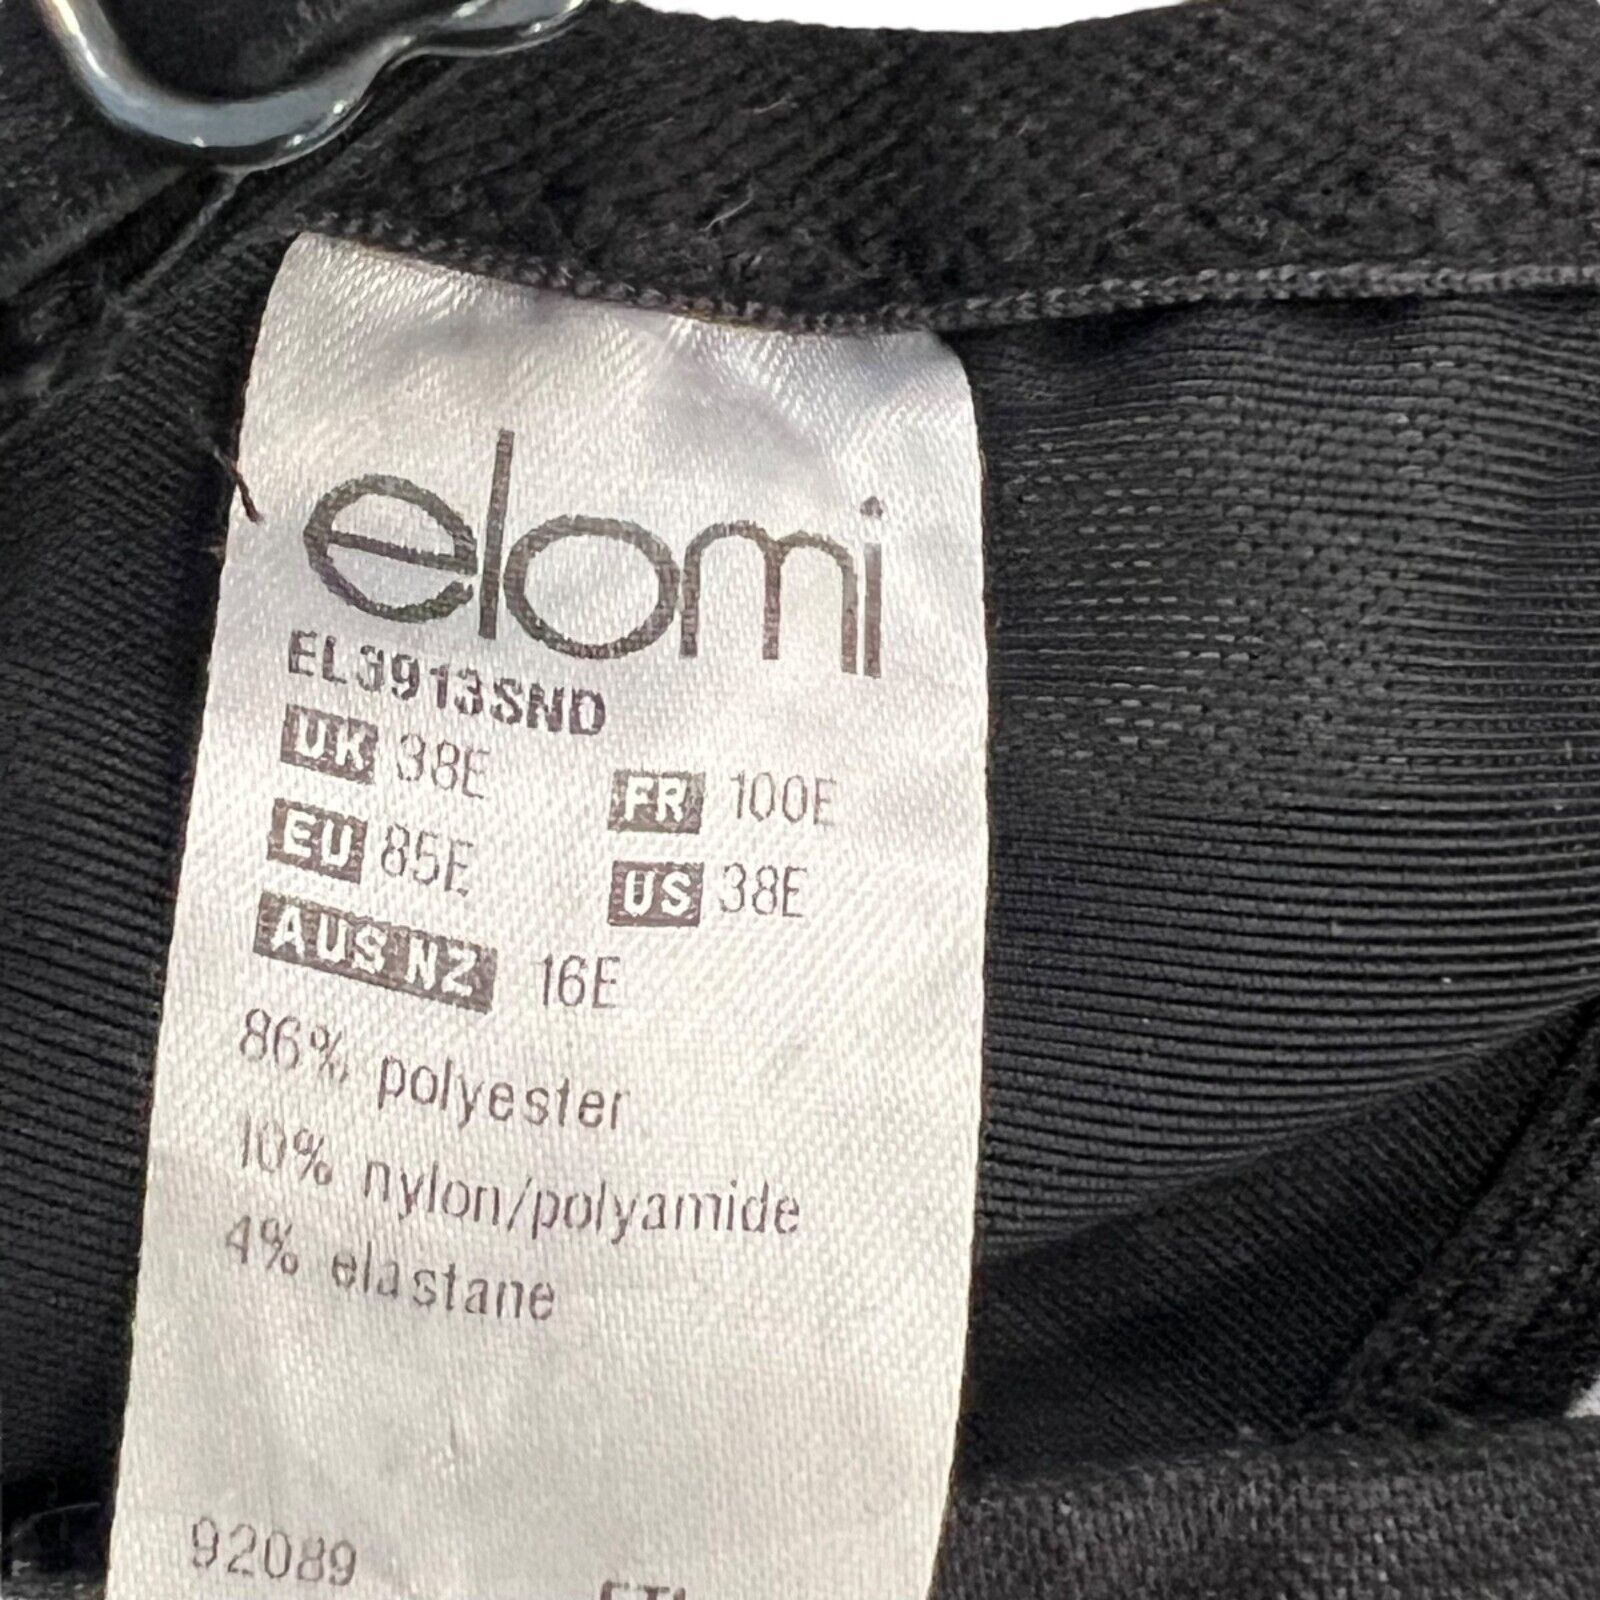 elomi
EL3913SND
UK 38E FR 100E
EU 85E US 38E
AUS NZ 16E
86% polyester
10% nylon/polyamide
4% elastane
92089